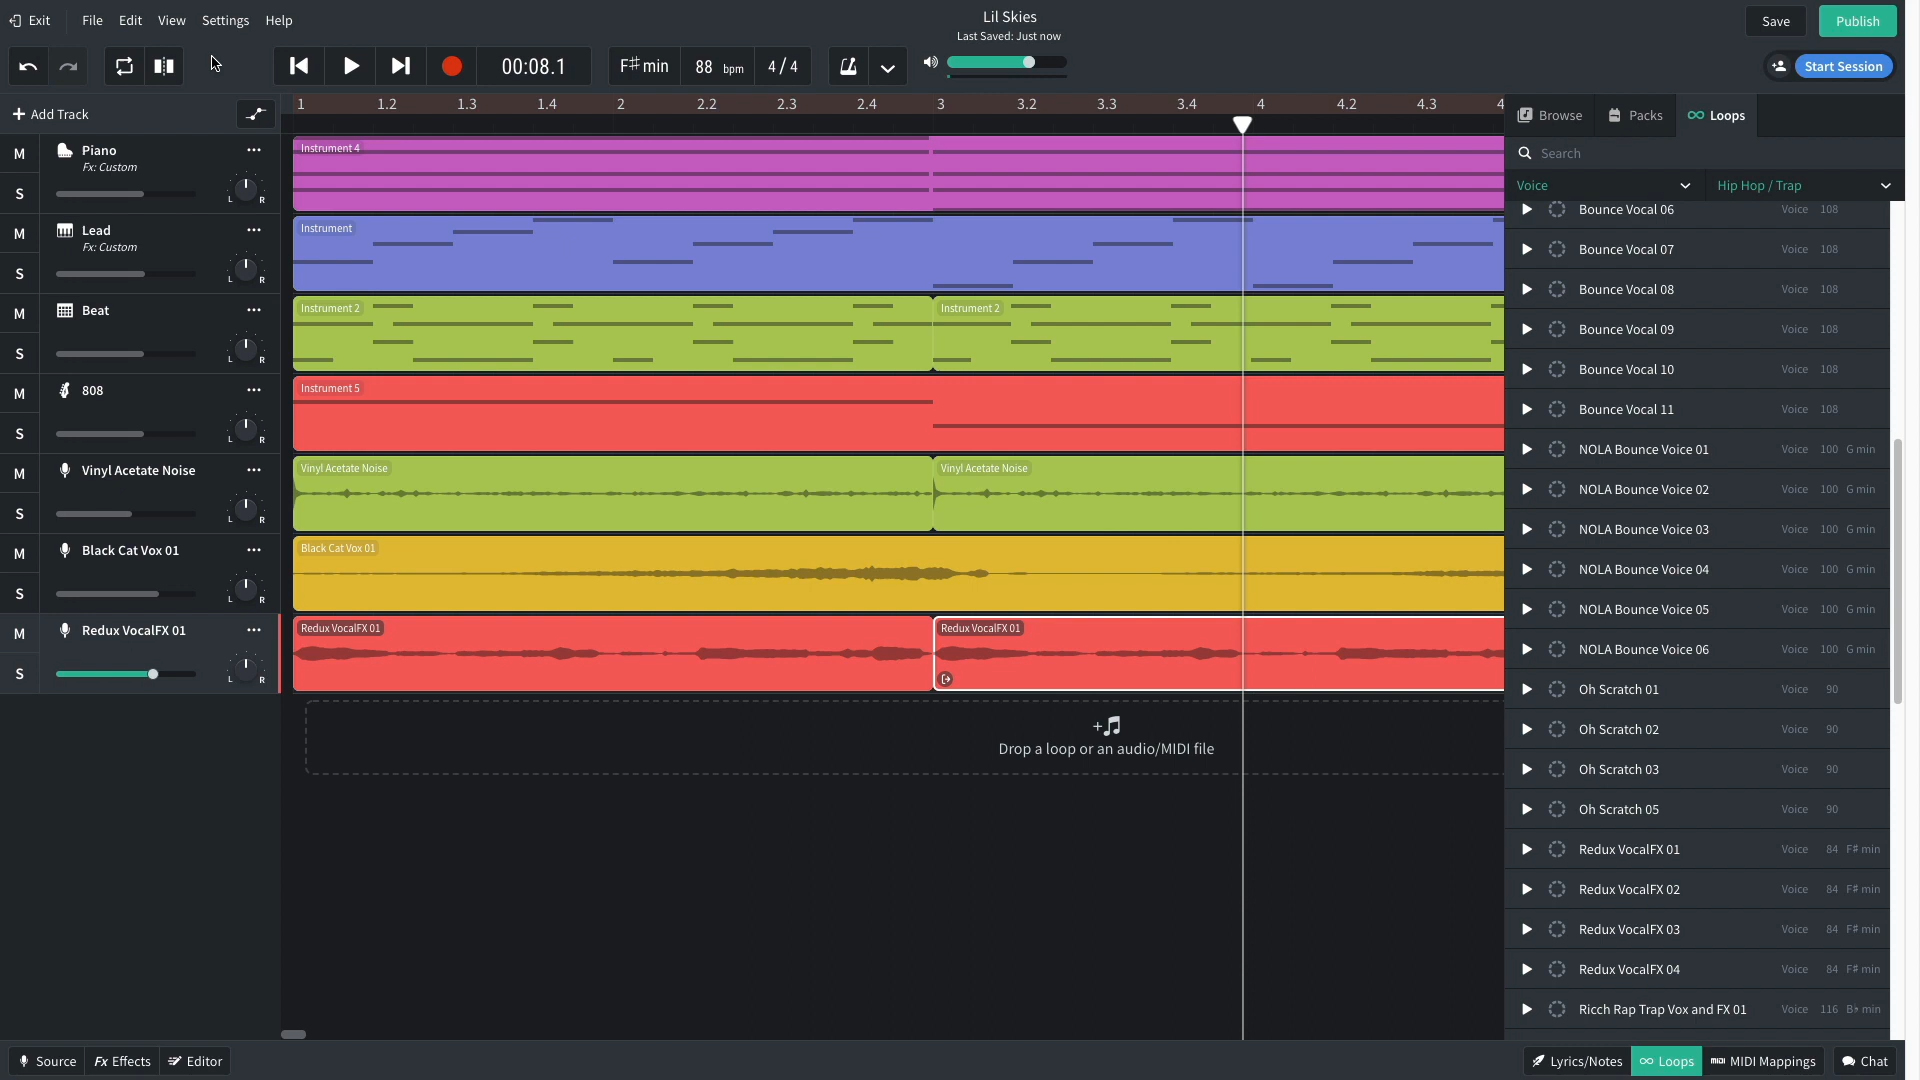 Exit File Edit View Settings Help
Lil Skies
Last Saved: Just now
Save Publish
00:08.1 F♯min 88 bpm 4 / 4
Start Session
Add Track
1 1.2 1.3 1.4 2 2.2 2.3 2.4 3 3.2 3.3 3.4 4 4.2 4.3 4
Browse Packs Loops
Search
Voice Hip Hop / Trap
M Piano
Fx: Custom
S L R
Instrument 4
M Lead
Fx: Custom
S L R
Instrument
M Beat
S L R
Instrument 2 Instrument 2
M 808
S L R
Instrument 5
M Vinyl Acetate Noise
S L R
Vinyl Acetate Noise Vinyl Acetate Noise
M Black Cat Vox 01
S L R
Black Cat Vox 01
M Redux VocalFX 01
S L R
Redux VocalFX 01 Redux VocalFX 01
Drop a loop or an audio/MIDI file
Bounce Vocal 06 Voice 108
Bounce Vocal 07 Voice 108
Bounce Vocal 08 Voice 108
Bounce Vocal 09 Voice 108
Bounce Vocal 10 Voice 108
Bounce Vocal 11 Voice 108
NOLA Bounce Voice 01 Voice 100 G min
NOLA Bounce Voice 02 Voice 100 G min
NOLA Bounce Voice 03 Voice 100 G min
NOLA Bounce Voice 04 Voice 100 G min
NOLA Bounce Voice 05 Voice 100 G min
NOLA Bounce Voice 06 Voice 100 G min
Oh Scratch 01 Voice 90
Oh Scratch 02 Voice 90
Oh Scratch 03 Voice 90
Oh Scratch 05 Voice 90
Redux VocalFX 01 Voice 84 F# min
Redux VocalFX 02 Voice 84 F# min
Redux VocalFX 03 Voice 84 F# min
Redux VocalFX 04 Voice 84 F# min
Ricch Rap Trap Vox and FX 01 Voice 116 B♭ min
Source Fx Effects Editor
Lyrics/Notes Loops MIDI Mappings Chat